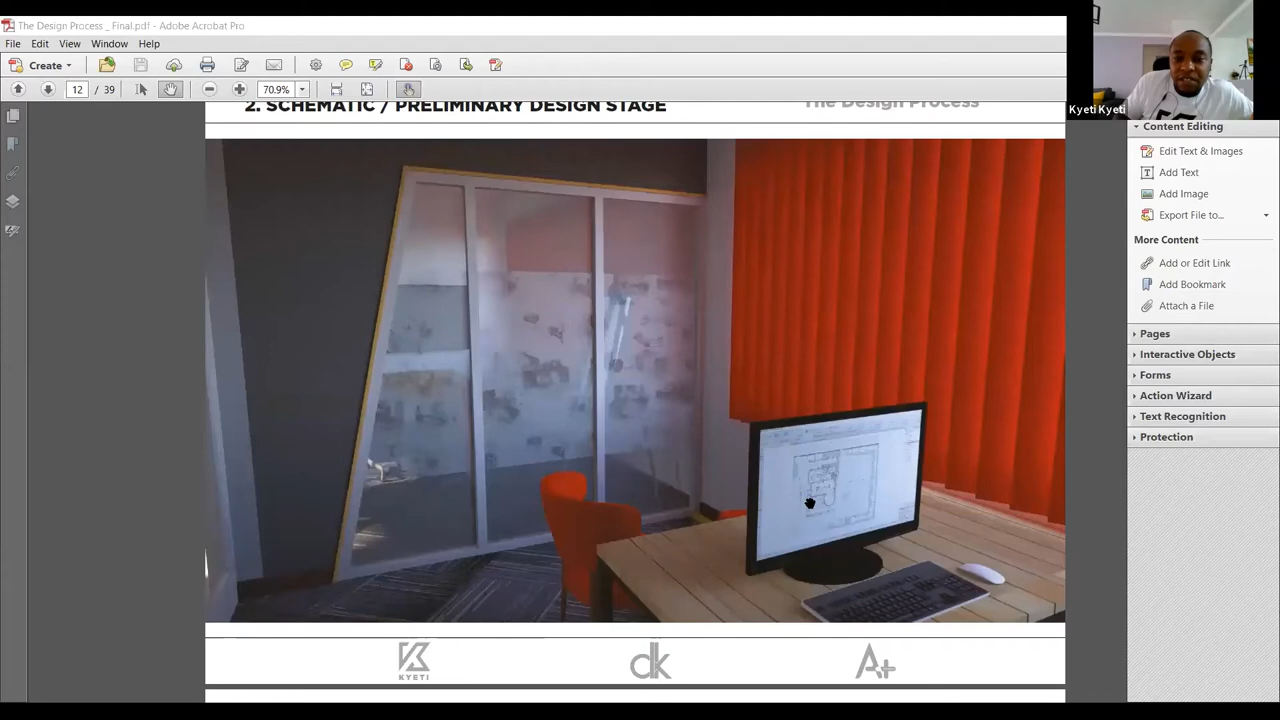 The Design Process _ Final.pdf - Adobe Acrobat Pro
File Edit View Window Help
Create
12 / 39 70.9%
2. SCHEMATIC / PRELIMINARY DESIGN STAGE The Design Process
Kyeti Kyeti
Content Editing
Edit Text & Images
Add Text
Add Image
Export File to...
More Content
Add or Edit Link
Add Bookmark
Attach a File
Pages
Interactive Objects
Forms
Action Wizard
Text Recognition
Protection
KYETI
dk
A+